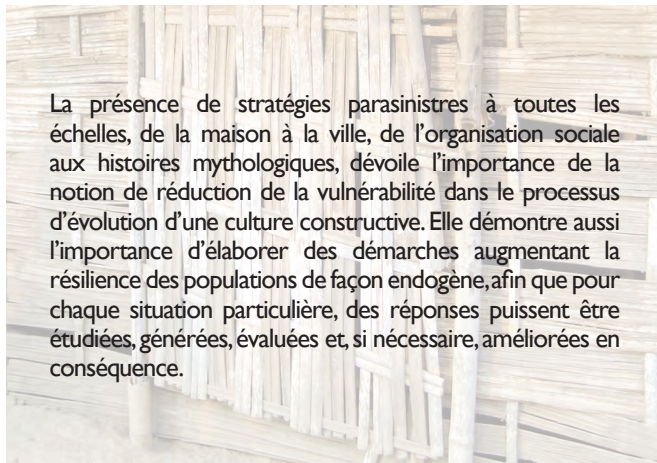 La présence de stratégies parasinistres à toutes les
échelles, de la maison à la ville, de l’organisation sociale
aux histoires mythologiques, dévoile l’importance de la
notion de réduction de la vulnérabilité dans le processus
d’évolution d’une culture constructive. Elle démontre aussi
l’importance d’élaborer des démarches augmentant la
résilience des populations de façon endogène, afin que pour
chaque situation particulière, des réponses puissent être
étudiées, générées, évaluées et, si nécessaire, améliorées en
conséquence.